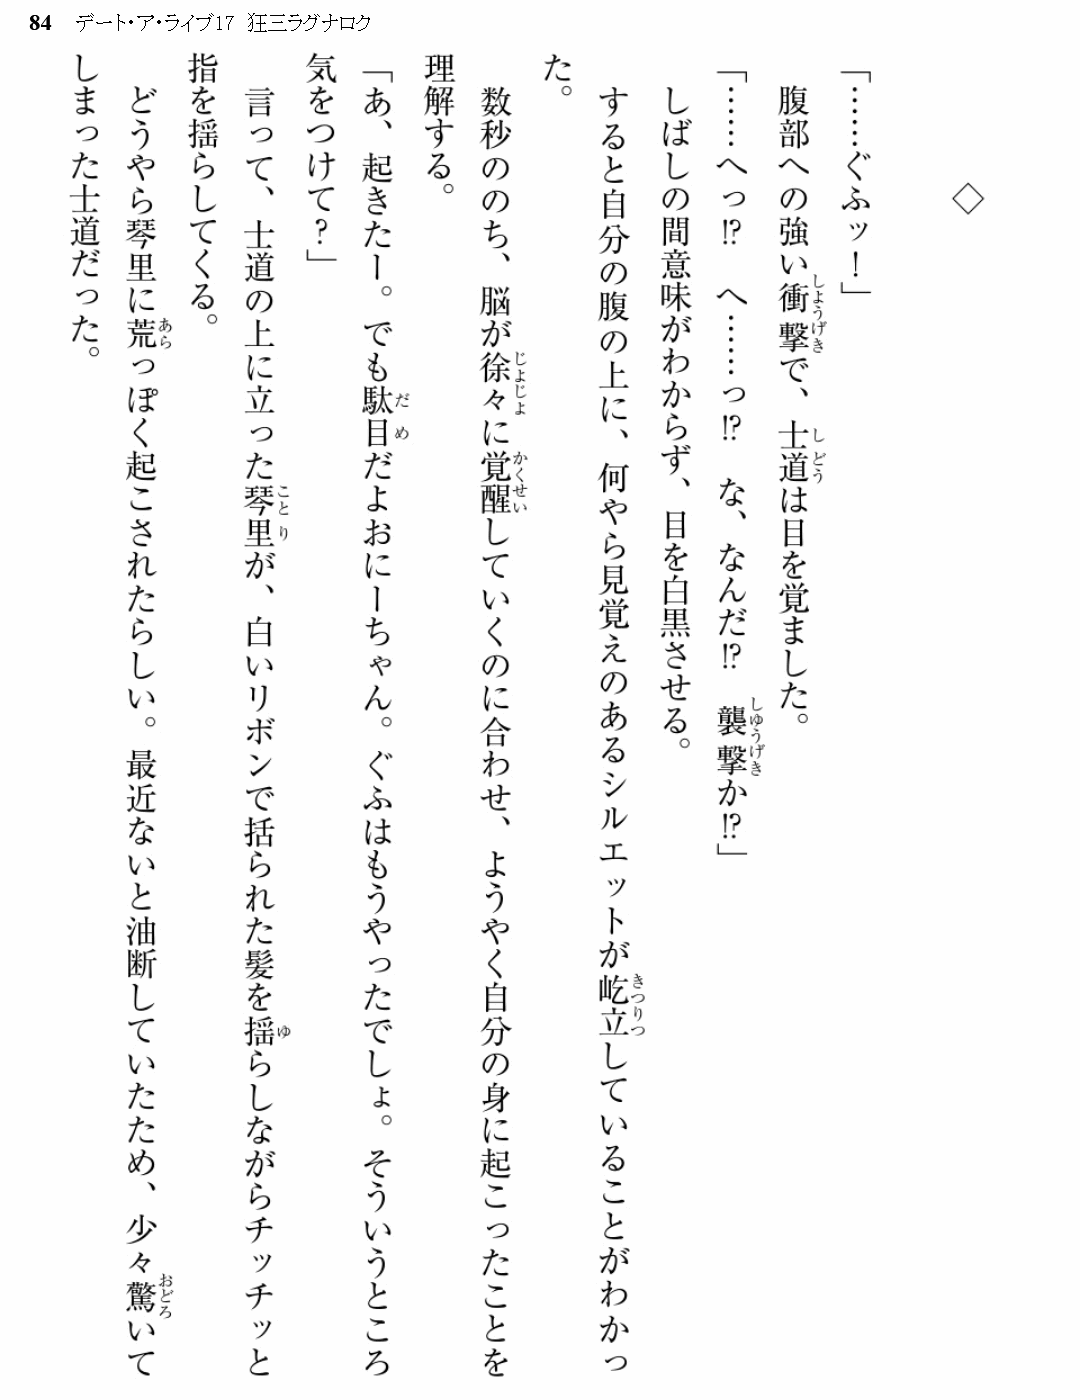 84 デート・ア・ライブ17 狂三ラグナロク
◇
「……ぐふッ！」
腹部への強い衝撃で、士道は目を覚ました。
「……へっ⁉ へ……っ⁉ な、なんだ⁉ 襲撃か⁉」
しばしの間意味がわからず、目を白黒させる。
すると自分の腹の上に、何やら見覚えのあるシルエットが屹立していることがわかっ
た。
数秒ののち、脳が徐々に覚醒していくのに合わせ、ようやく自分の身に起こったことを
理解する。
「あ、起きたー。でも駄目だよおにーちゃん。ぐふはもうやったでしょ。そういうところ
気をつけて？」
言って、士道の上に立った琴里が、白いリボンで括られた髪を揺らしながらチッチッと
指を揺らしてくる。
どうやら琴里に荒っぽく起こされたらしい。最近ないと油断していたため、少々驚いて
しまった士道だった。